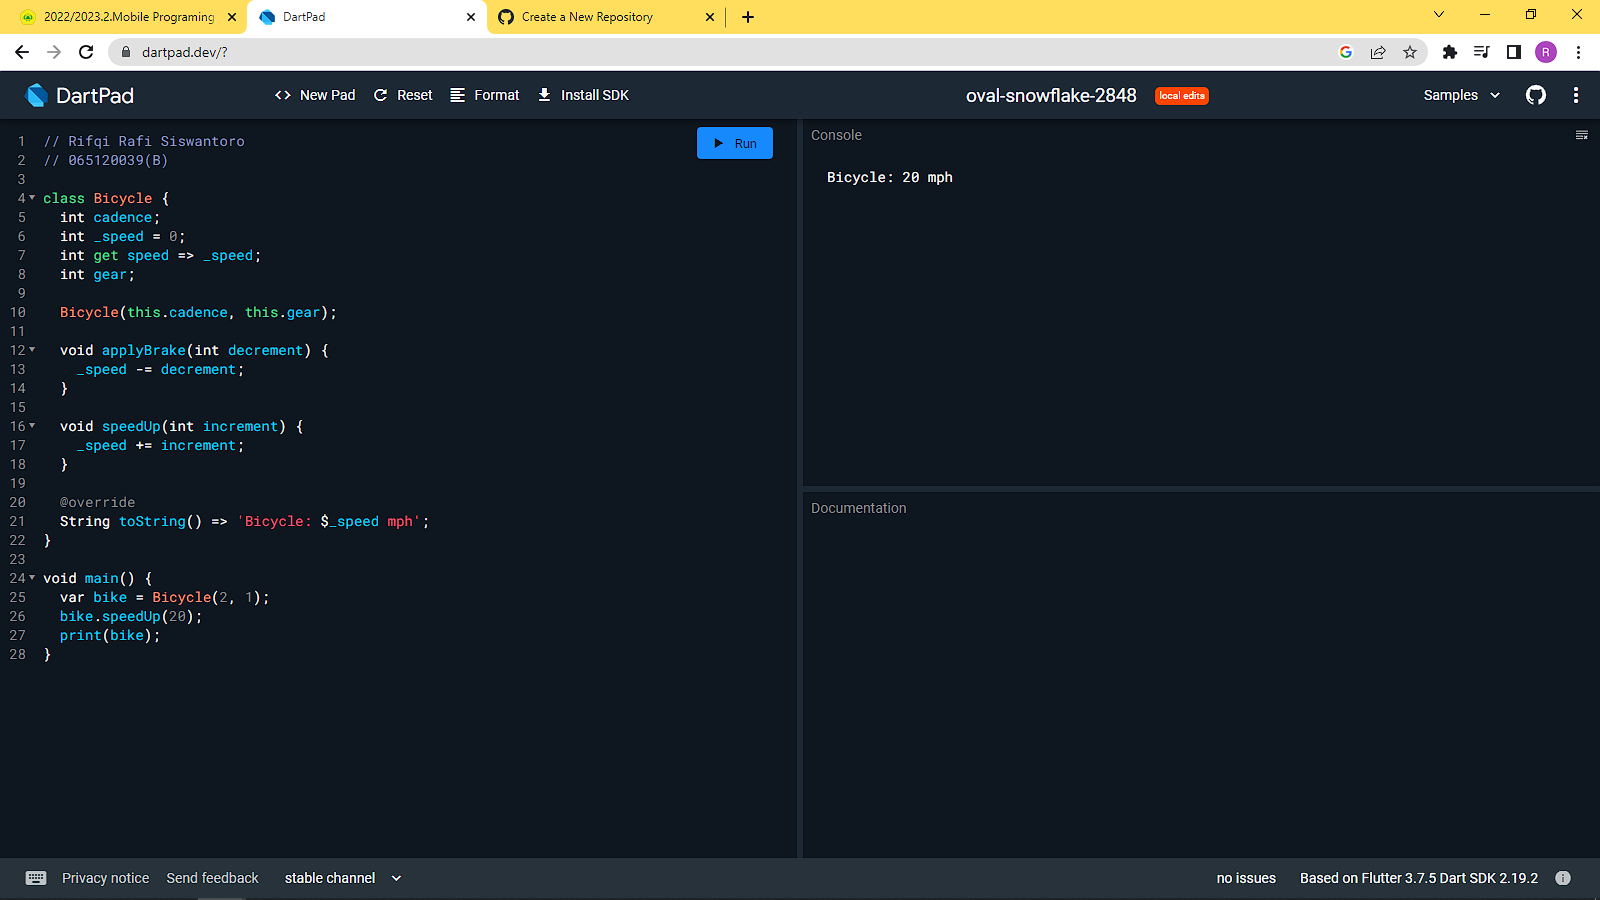 2022/2023.2.Mobile Programing
DartPad
Create a New Repository
dartpad.dev/?
R
DartPad
New Pad
Reset
Format
Install SDK
oval-snowflake-2848
local edits
Samples
1 // Rifqi Rafi Siswantoro
2 // 065120039(B)
3
4 class Bicycle {
5 int cadence;
6 int _speed = 0;
7 int get speed => _speed;
8 int gear;
9
10 Bicycle(this.cadence, this.gear);
11
12 void applyBrake(int decrement) {
13 _speed -= decrement;
14 }
15
16 void speedUp(int increment) {
17 _speed += increment;
18 }
19
20 @override
21 String toString() => 'Bicycle: $_speed mph';
22 }
23
24 void main() {
25 var bike = Bicycle(2, 1);
26 bike.speedUp(20);
27 print(bike);
28 }
Run
Console
Bicycle: 20 mph
Documentation
Privacy notice
Send feedback
stable channel
no issues
Based on Flutter 3.7.5 Dart SDK 2.19.2